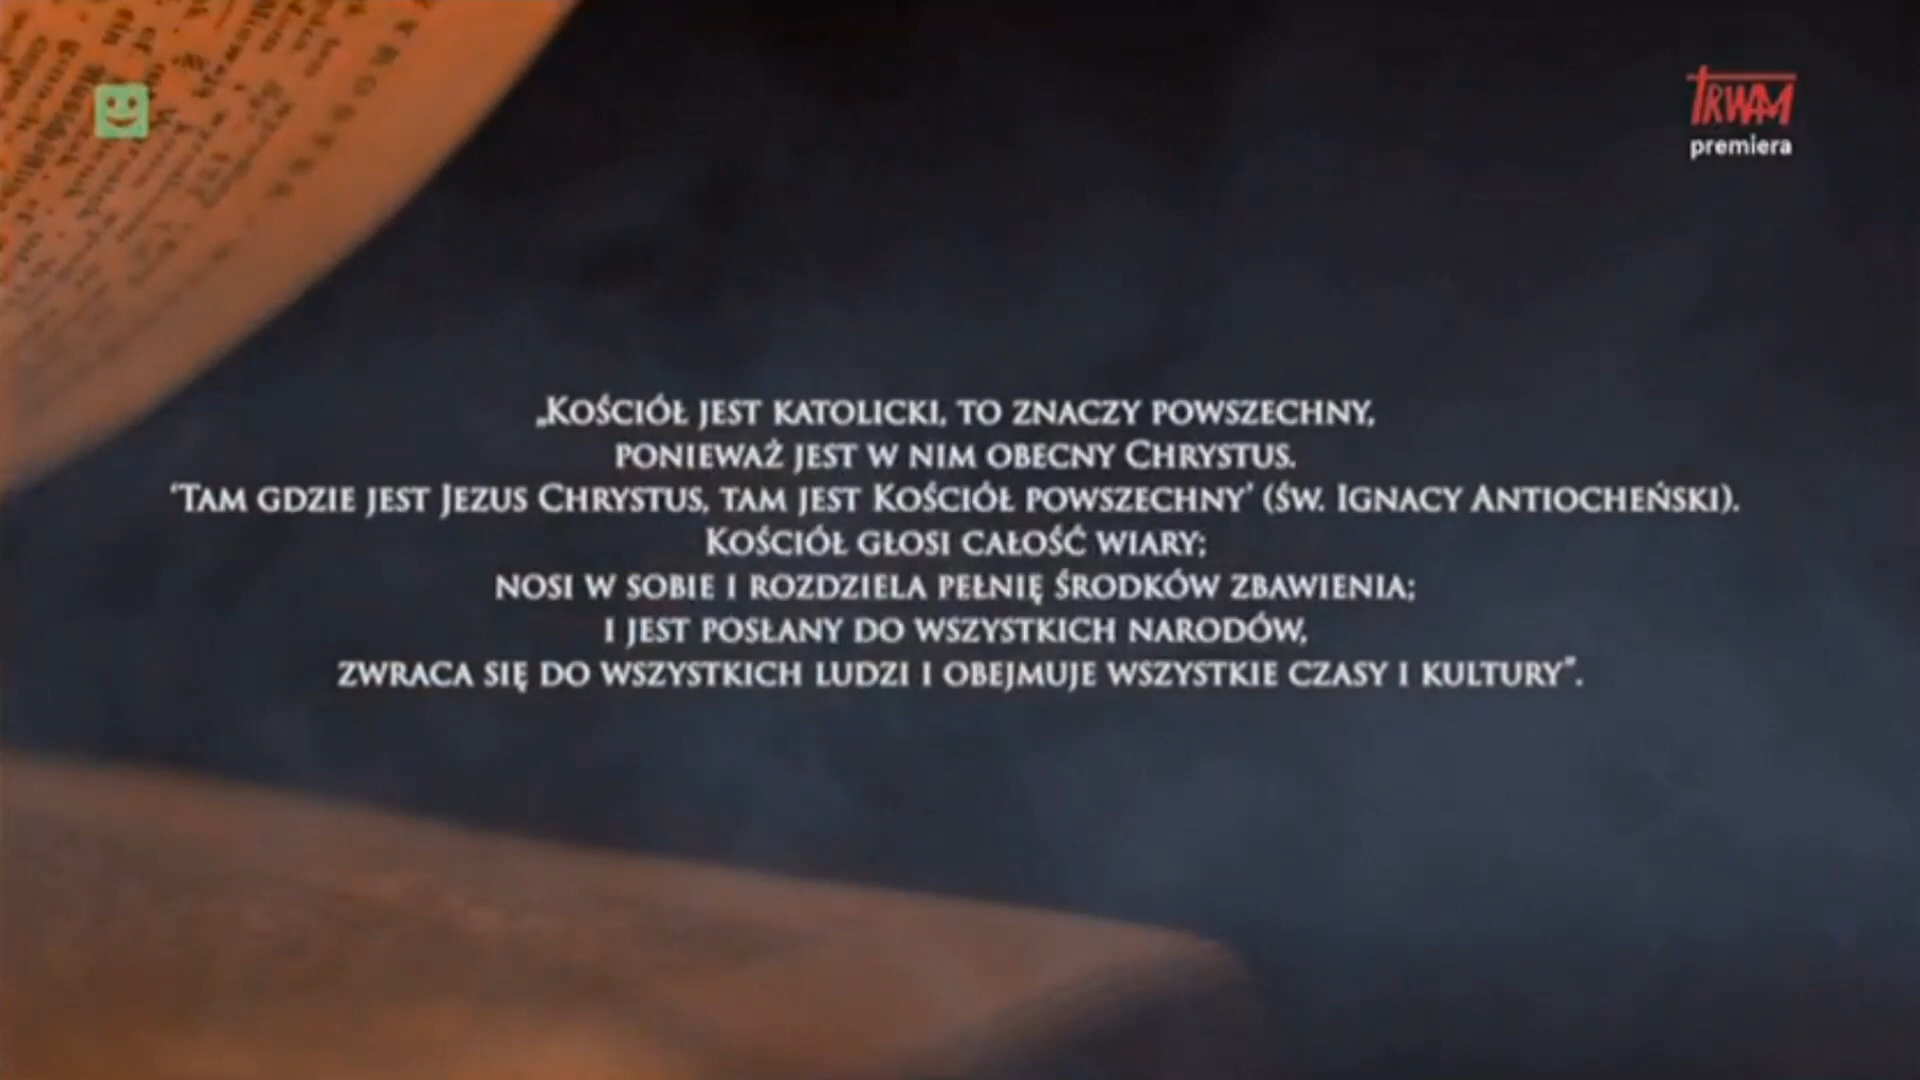 TRWAM
premiera
„Kościół jest katolicki, to znaczy powszechny,
ponieważ jest w nim obecny Chrystus.
‘Tam gdzie jest Jezus Chrystus, tam jest Kościół powszechny’ (św. Ignacy Antiocheński).
Kościół głosi całość wiary;
nosi w sobie i rozdziela pełnię środków zbawienia;
i jest posłany do wszystkich narodów,
zwraca się do wszystkich ludzi i obejmuje wszystkie czasy i kultury”.